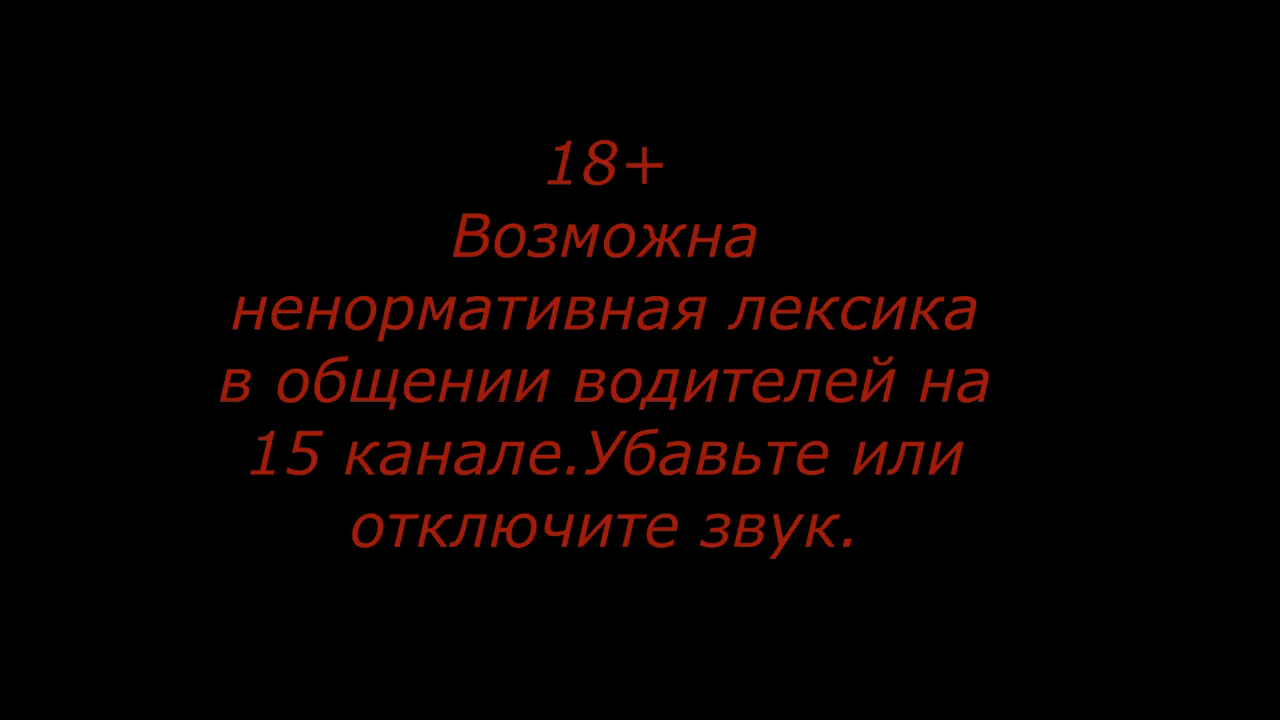 18+
Возможна
ненормативная лексика
в общении водителей на
15 канале.Убавьте или
отключите звук.